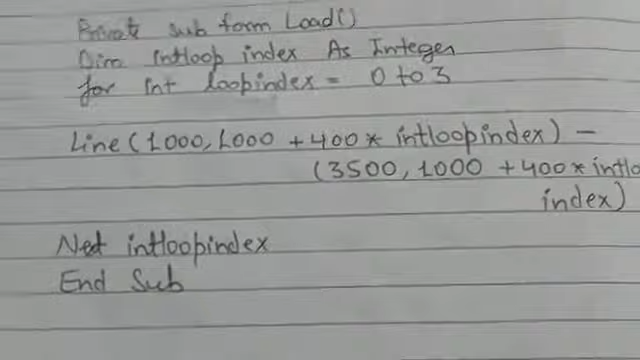 Private Sub form Load()
Dim intloop index As Integer
for int loopindex = 0 to 3
Line (1000, 1000 + 400 * intloopindex) -
(3500, 1000 + 400 * intlo
index)
Next intloopindex
End Sub